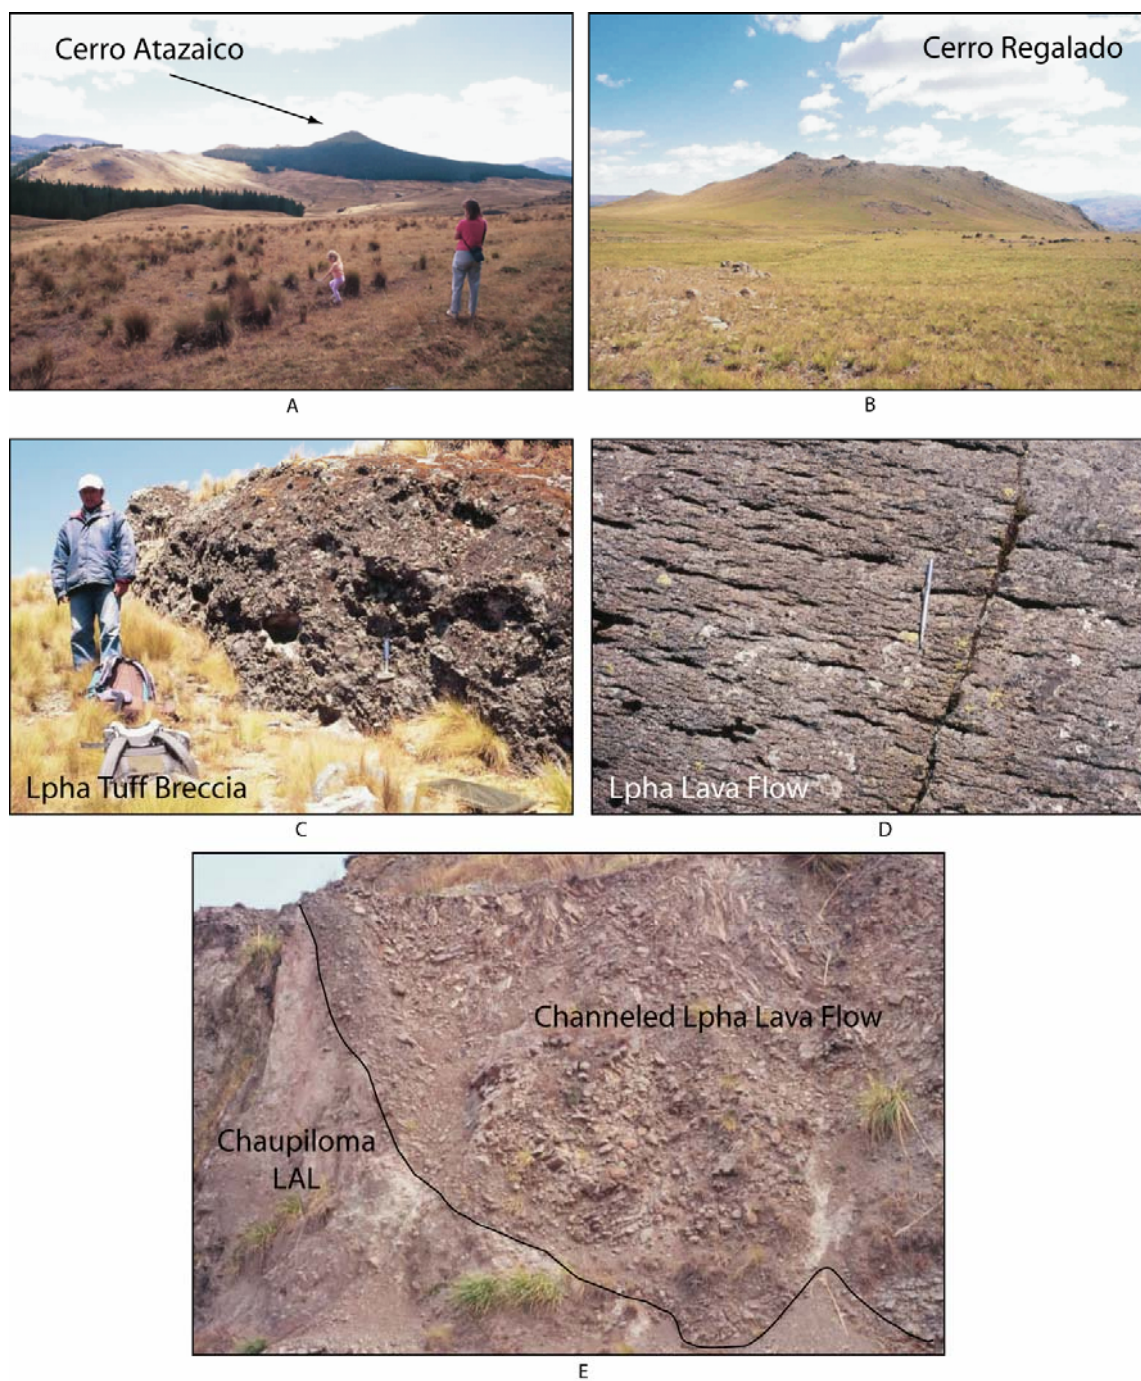 Cerro Atazaico
Cerro Regalado
A
B
Lpha Tuff Breccia
Lpha Lava Flow
C
D
Channeled Lpha Lava Flow
Chaupiloma
LAL
E